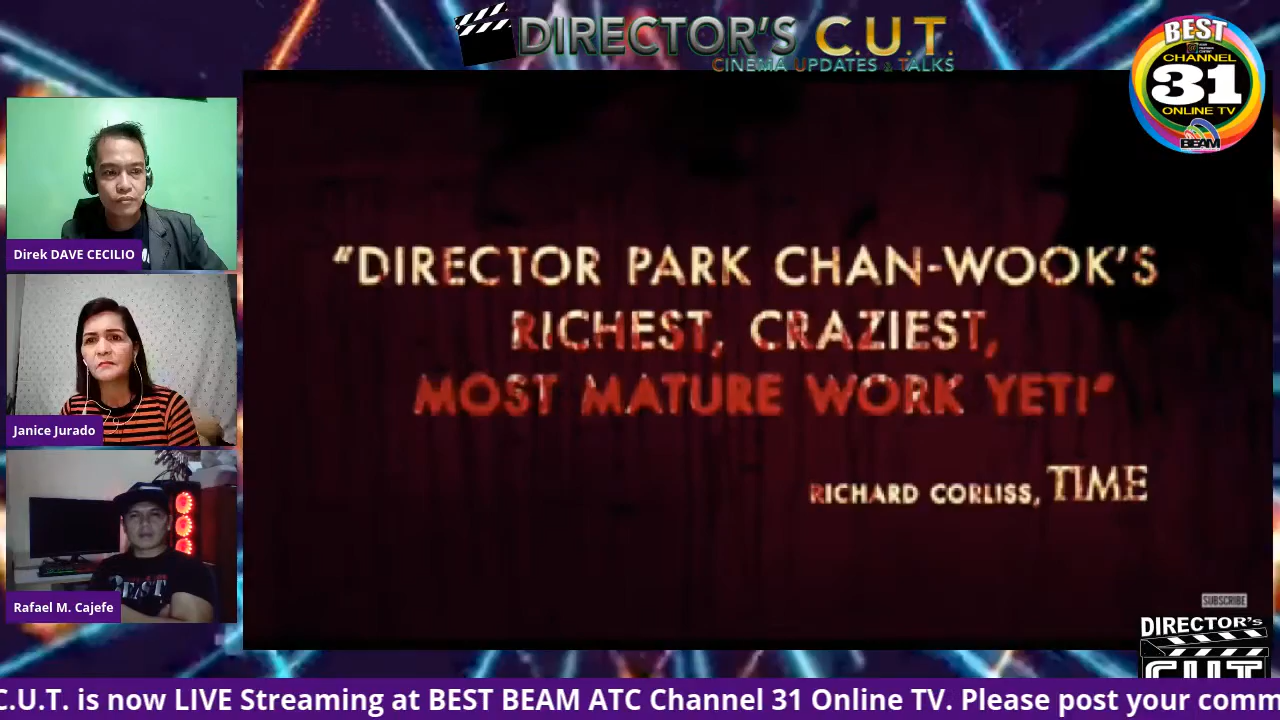 DIRECTOR'S C.U.T.
CINEMA UPDATES & TALKS
BEST
CHANNEL
31
ONLINE TV
BEAM
Direk DAVE CECILIO
Janice Jurado
Rafael M. Cajefe
"DIRECTOR PARK CHAN-WOOK'S
RICHEST, CRAZIEST,
MOST MATURE WORK YET!"
RICHARD CORLISS, TIME
SUBSCRIBE
DIRECTOR's
CUT
C.U.T. is now LIVE Streaming at BEST BEAM ATC Channel 31 Online TV. Please post your comm